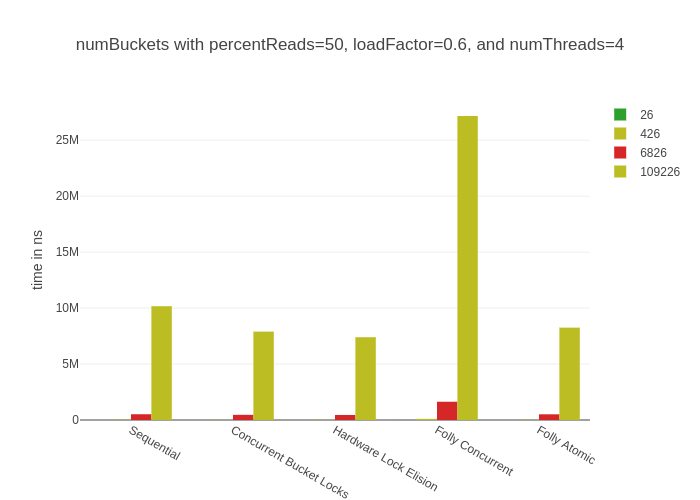 numBuckets with percentReads=50, loadFactor=0.6, and numThreads=4
26
426
6826
109226
time in ns
25M
20M
15M
10M
5M
0
Sequential
Concurrent Bucket Locks
Hardware Lock Elision
Folly Concurrent
Folly Atomic